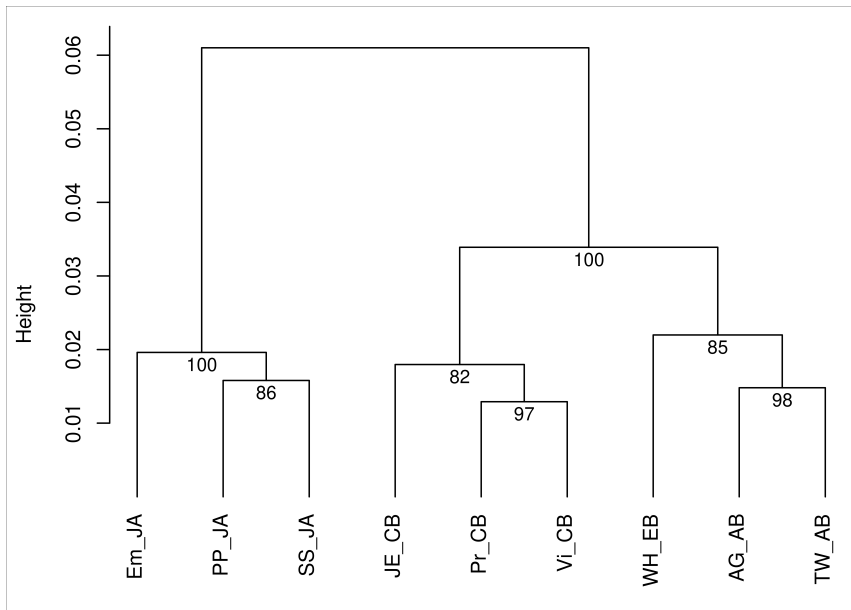 Height
0.06
0.05
0.04
0.03
0.02
0.01
100
100
86
82
97
85
98
Em_JA
PP_JA
SS_JA
JE_CB
Pr_CB
Vi_CB
WH_EB
AG_AB
TW_AB